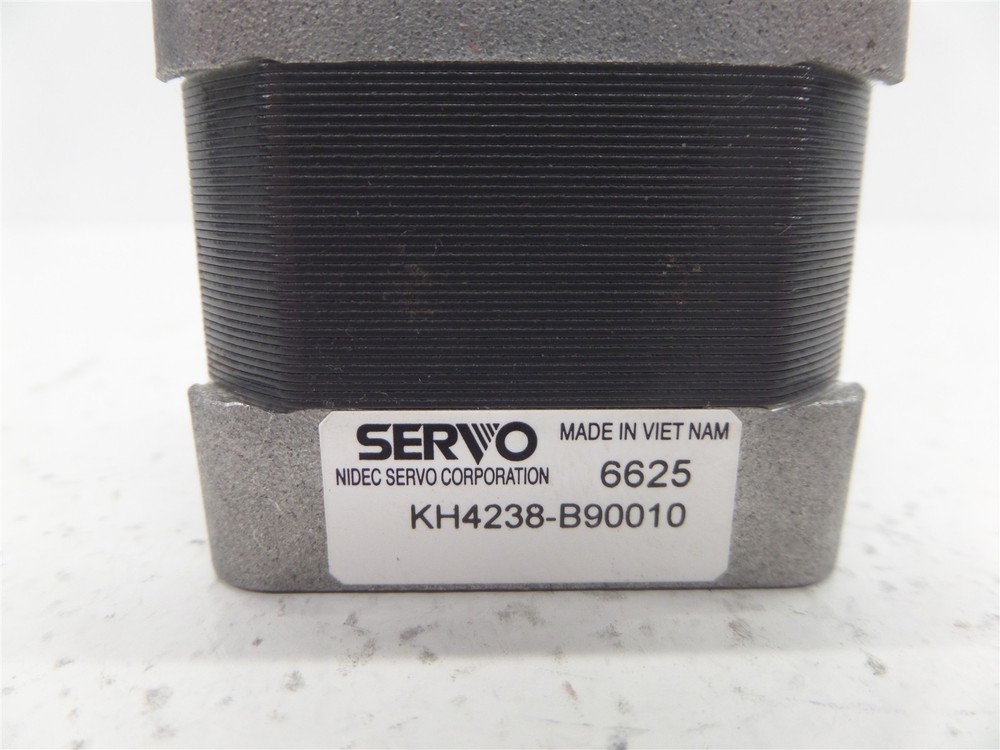 SERVO MADE IN VIET NAM
NIDEC SERVO CORPORATION 6625
KH4238-B90010